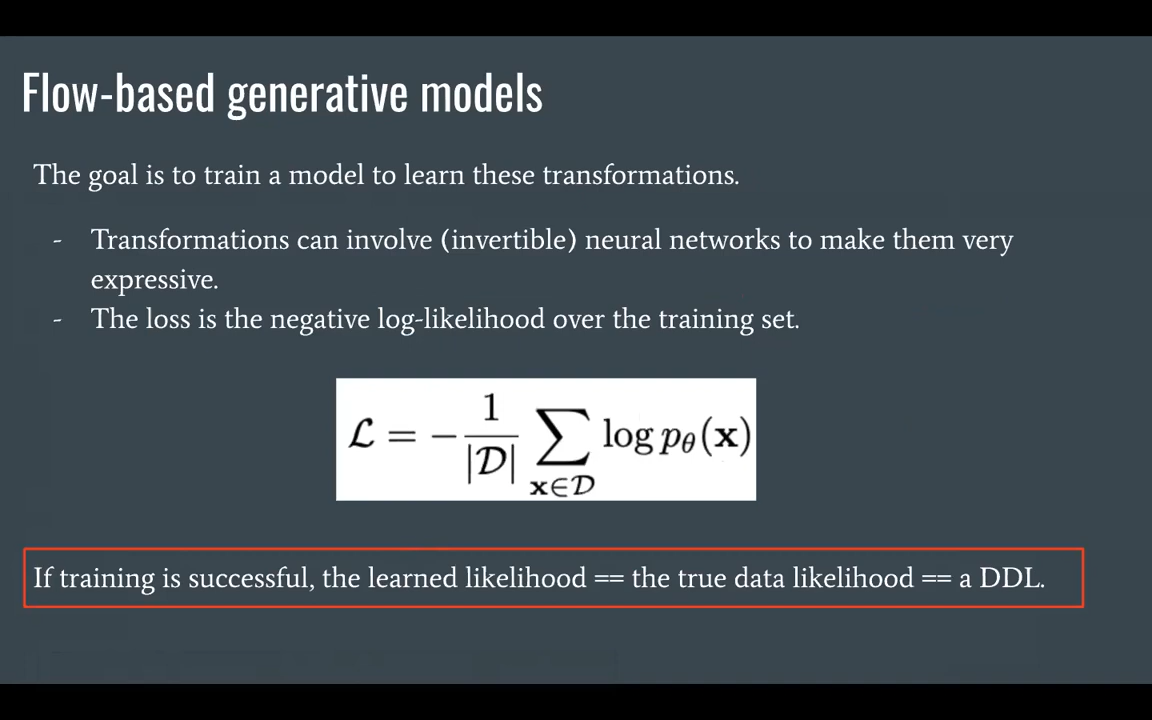 Flow-based generative models
The goal is to train a model to learn these transformations.
- Transformations can involve (invertible) neural networks to make them very
expressive.
- The loss is the negative log-likelihood over the training set.
ℒ = − 1/|𝒟| ∑_{x∈𝒟} log p_θ(x)
If training is successful, the learned likelihood == the true data likelihood == a DDL.